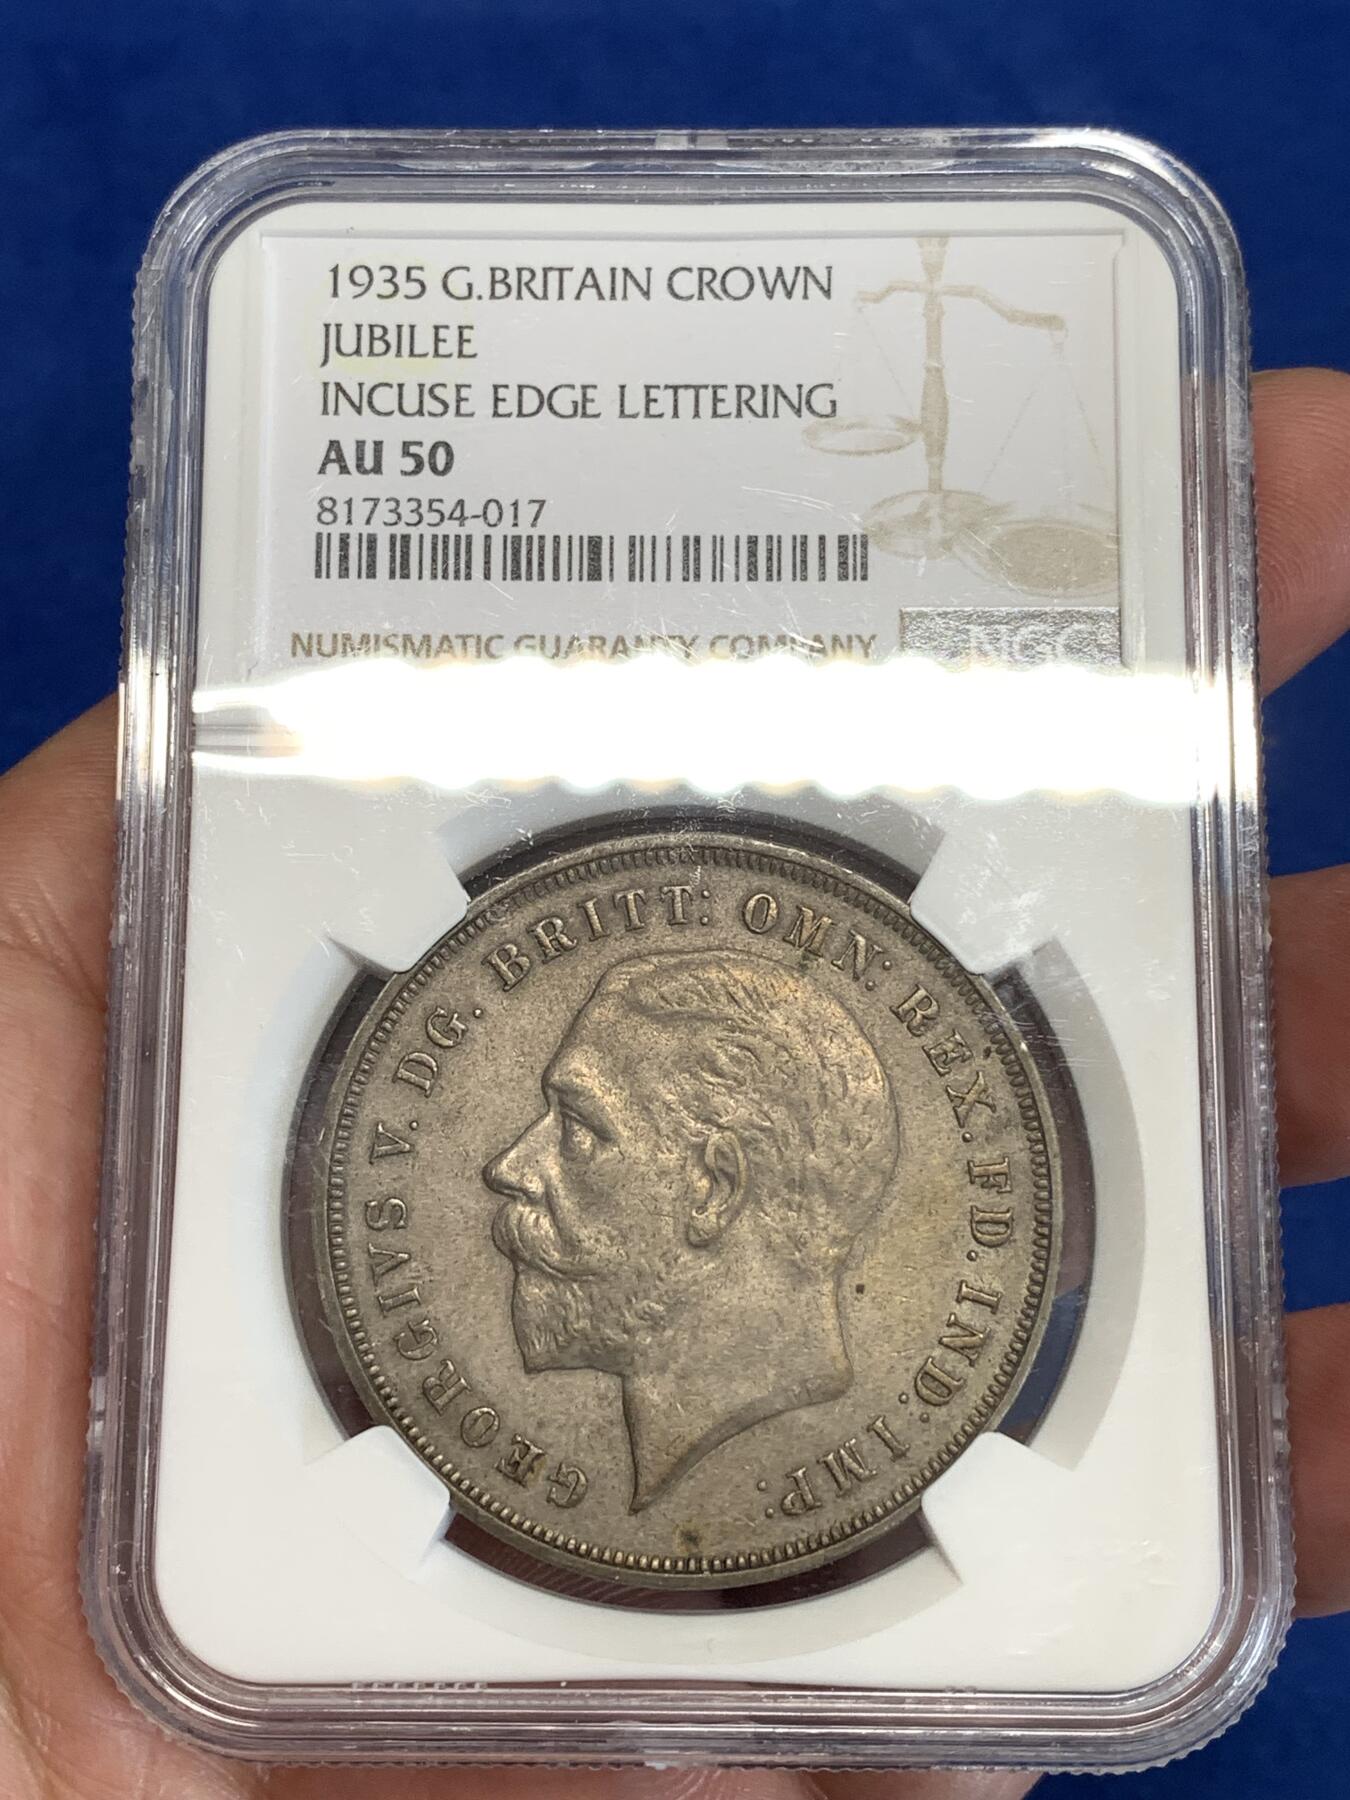 1935 G.BRITAIN CROWN
JUBILEE
INCUSE EDGE LETTERING
AU 50
8173354-017
NUMISMATIC GUARANTY COMPANY
NGC
GEORGIVS V. DG. BRITT: OMN: REX. FD. IND: IMP: